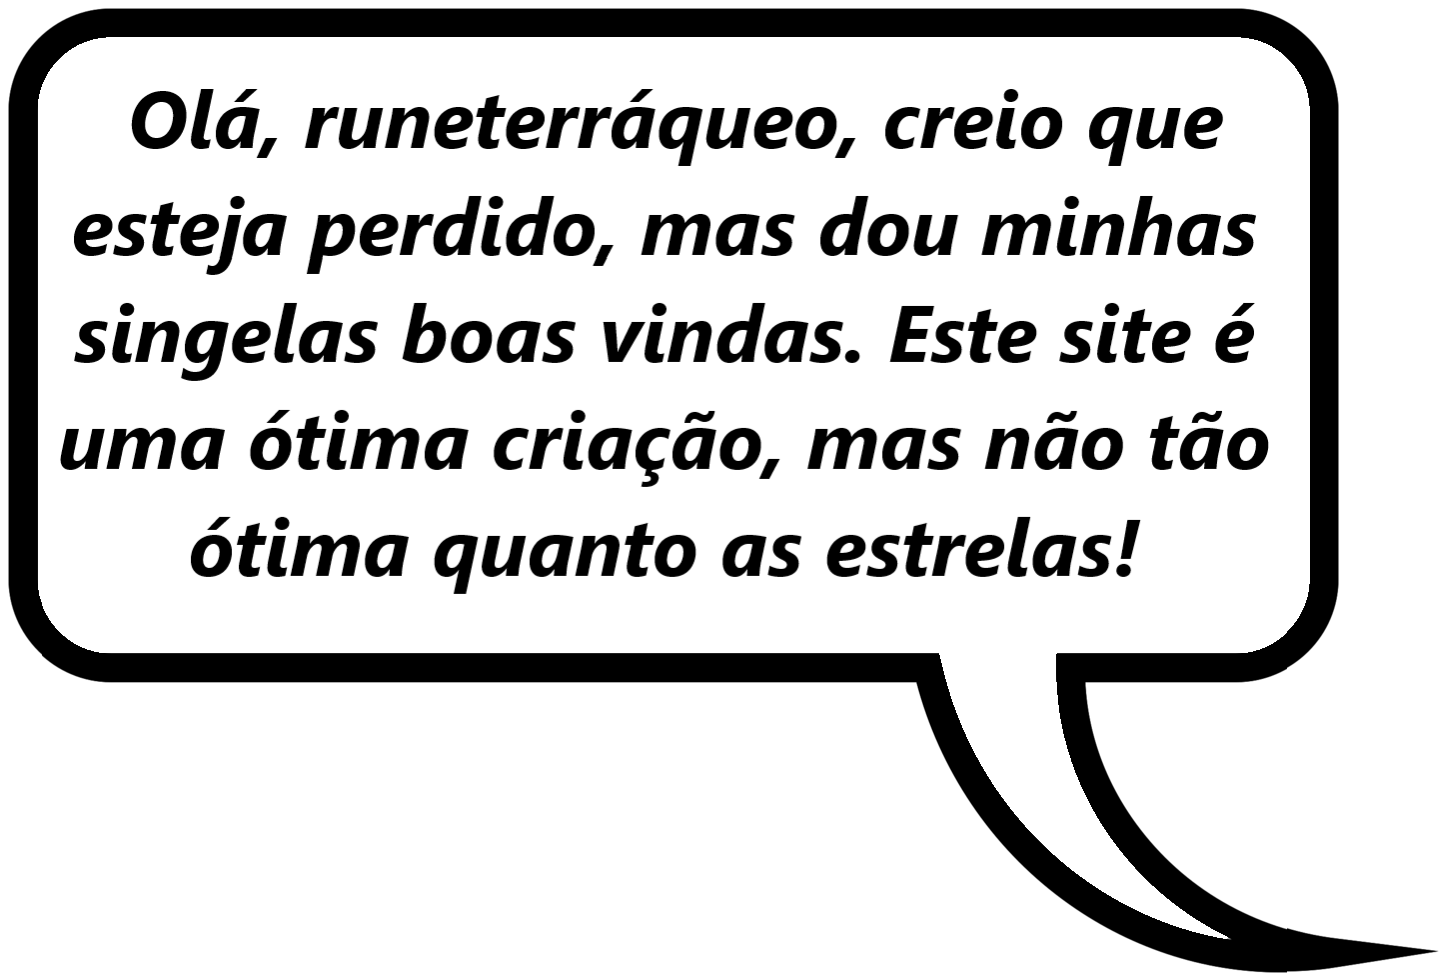 Olá, runeterráqueo, creio que
esteja perdido, mas dou minhas
singelas boas vindas. Este site é
uma ótima criação, mas não tão
ótima quanto as estrelas!